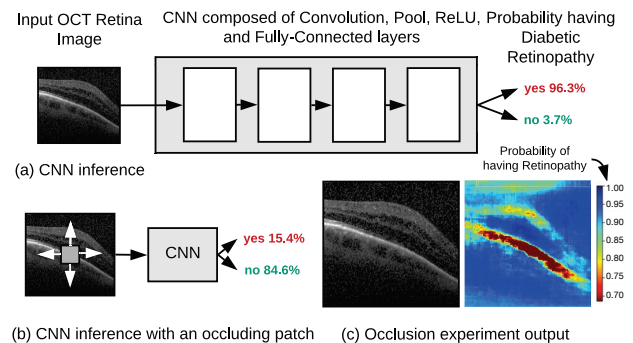 Input OCT Retina
Image
CNN composed of Convolution, Pool, ReLU,
and Fully-Connected layers
Probability having
Diabetic
Retinopathy
yes 96.3%
no 3.7%
(a) CNN inference
Probability of
having Retinopathy
CNN
yes 15.4%
no 84.6%
1.00
0.95
0.90
0.85
0.80
0.75
0.70
(b) CNN inference with an occluding patch
(c) Occlusion experiment output